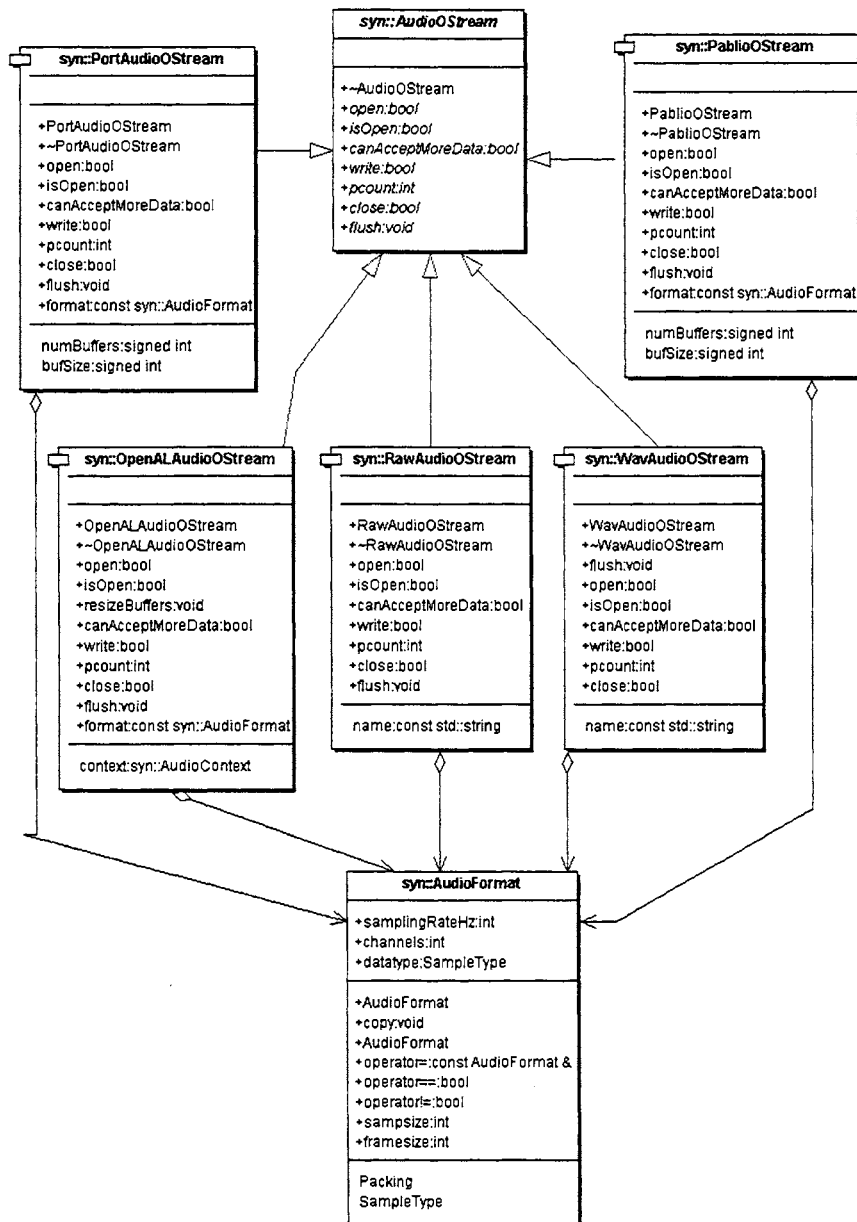 syn::AudioOStream
+~AudioOStream
+open:bool
+isOpen:bool
+canAcceptMoreData:bool
+write:bool
+pcount:int
+close:bool
+flush:void
syn::PortAudioOStream
+PortAudioOStream
+~PortAudioOStream
+open:bool
+isOpen:bool
+canAcceptMoreData:bool
+write:bool
+pcount:int
+close:bool
+flush:void
+format:const syn::AudioFormat
numBuffers:signed int
bufSize:signed int
syn::PablioOStream
+PablioOStream
+~PablioOStream
+open:bool
+isOpen:bool
+canAcceptMoreData:bool
+write:bool
+pcount:int
+close:bool
+flush:void
+format:const syn::AudioFormat
numBuffers:signed int
bufSize:signed int
syn::OpenALAudioOStream
+OpenALAudioOStream
+~OpenALAudioOStream
+open:bool
+isOpen:bool
+resizeBuffers:void
+canAcceptMoreData:bool
+write:bool
+pcount:int
+close:bool
+flush:void
+format:const syn::AudioFormat
context:syn::AudioContext
syn::RawAudioOStream
+RawAudioOStream
+~RawAudioOStream
+open:bool
+isOpen:bool
+canAcceptMoreData:bool
+write:bool
+pcount:int
+close:bool
+flush:void
name:const std::string
syn::WavAudioOStream
+WavAudioOStream
+~WavAudioOStream
+flush:void
+open:bool
+isOpen:bool
+canAcceptMoreData:bool
+write:bool
+pcount:int
+close:bool
name:const std::string
syn::AudioFormat
+samplingRateHz:int
+channels:int
+datatype:SampleType
+AudioFormat
+copy:void
+AudioFormat
+operator=:const AudioFormat &
+operator==:bool
+operator!=:bool
+sampsize:int
+framesize:int
Packing
SampleType